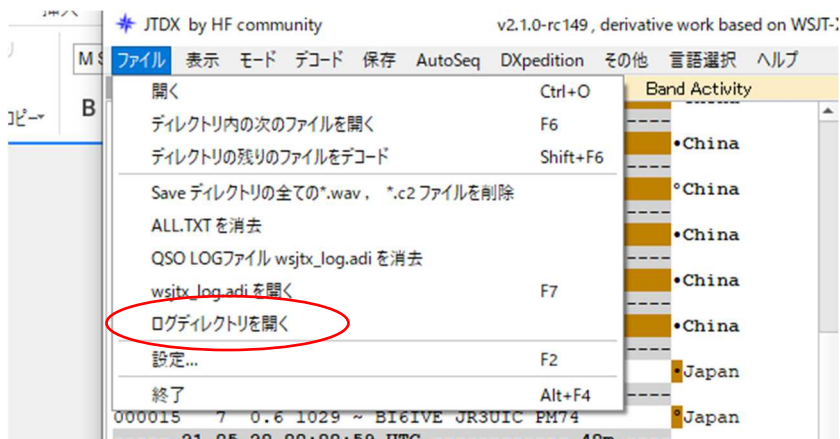 JTDX by HF community v2.1.0-rc149 , derivative work based on WSJT-
ファイル 表示 モード デコード 保存 AutoSeq DXpedition その他 言語選択 ヘルプ
開く Ctrl+O
Band Activity
ディレクトリ内の次のファイルを開く F6
ディレクトリの残りのファイルをデコード Shift+F6
•China
Save ディレクトリの全ての*.wav， *.c2 ファイルを削除
°China
ALL.TXT を消去
•China
QSO LOGファイル wsjtx_log.adi を消去
wsjtx_log.adi を開く F7
•China
ログディレクトリを開く
•China
設定... F2
•Japan
終了 Alt+F4
000015 7 0.6 1029 ~ BI6IVE JR3UIC PM74 °Japan
B
コピー